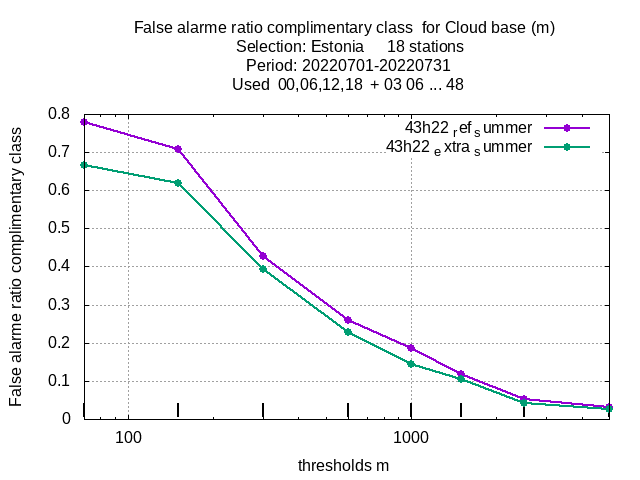 False alarme ratio complimentary class  for Cloud base (m)
Selection: Estonia     18 stations
Period: 20220701-20220731
Used  00,06,12,18  + 03 06 ... 48
False alarme ratio complimentary class
0.8
0.7
0.6
0.5
0.4
0.3
0.2
0.1
0
43h22 ref summer
43h22 extra summer
100
1000
thresholds m